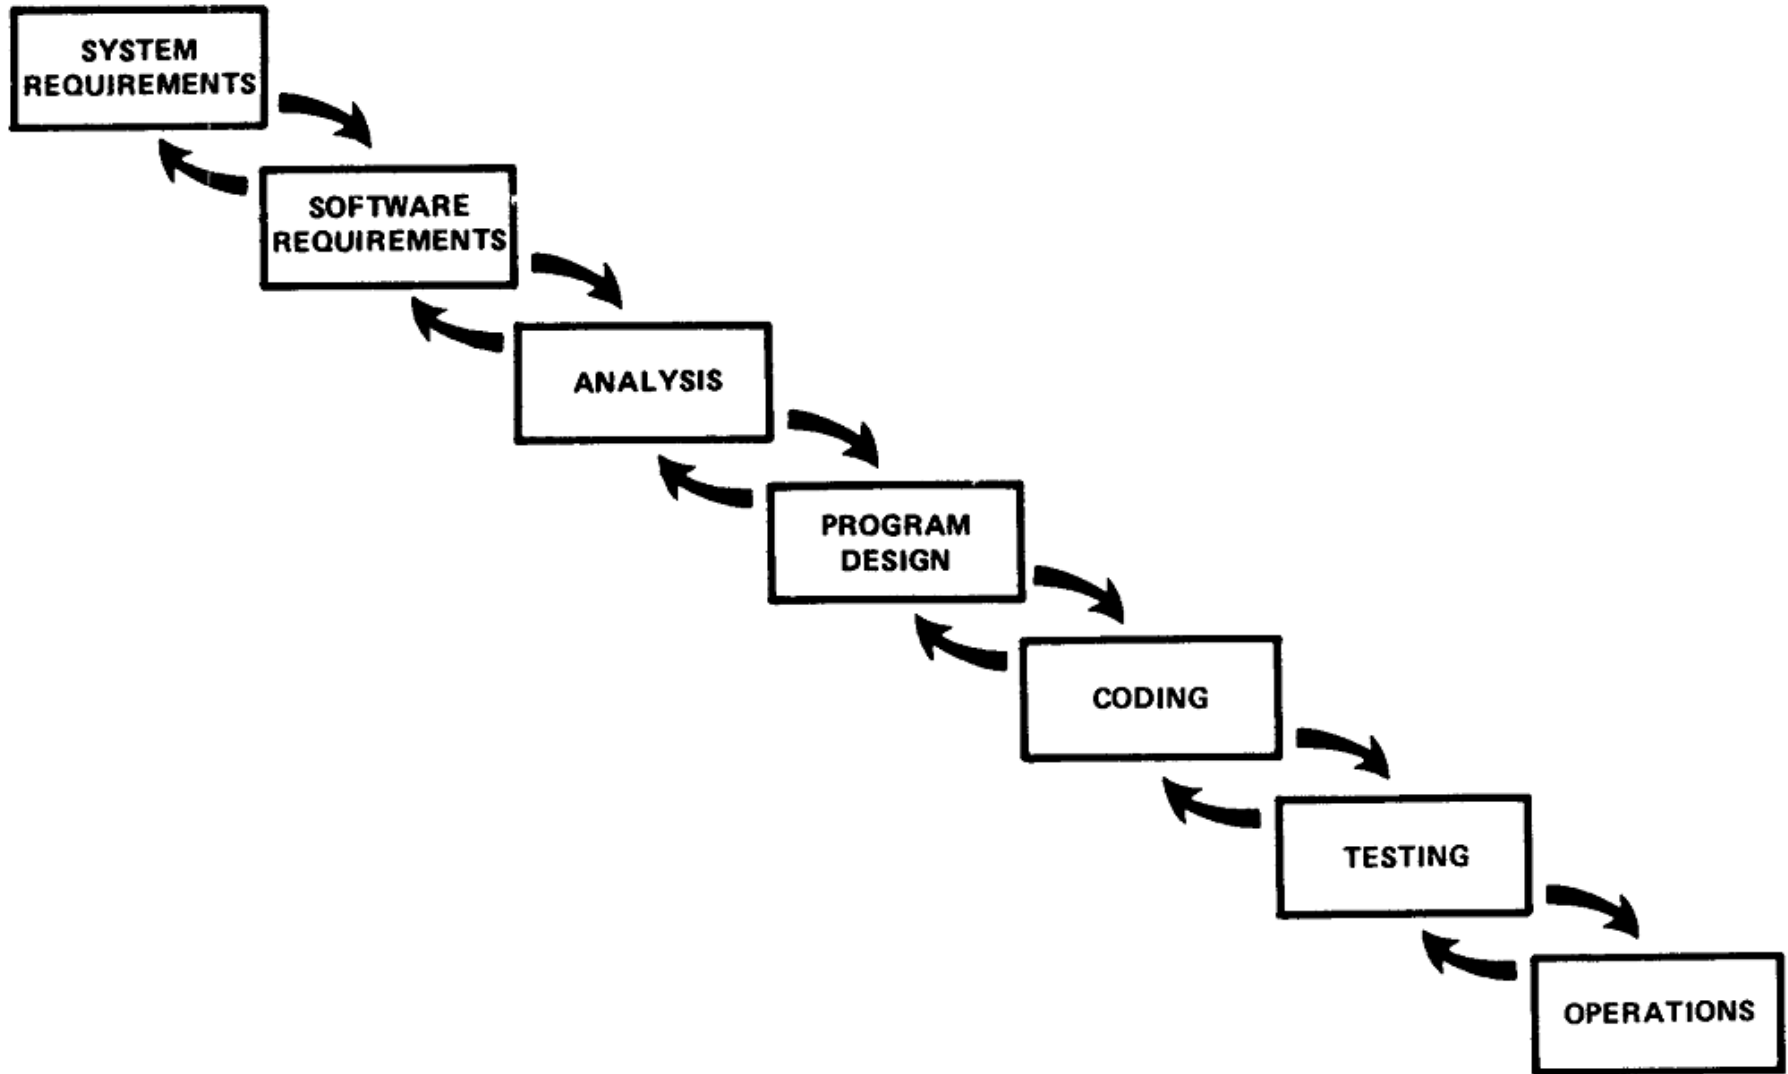 SYSTEM
REQUIREMENTS
SOFTWARE
REQUIREMENTS
ANALYSIS
PROGRAM
DESIGN
CODING
TESTING
OPERATIONS